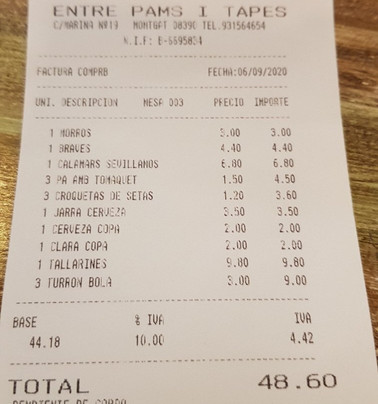 ENTRE PAMS I TAPES
C/MARINA Nº19 MONTGAT 08390 TEL.931564654
N.I.F: B-6595804
FACTURA COMPRB FECHA:06/09/2020
UNI. DESCRIPCION MESA 003 PRECIO IMPORTE
1 MORROS 3.00 3.00
1 BRAVES 4.40 4.40
1 CALAMARS SEVILLANOS 6.80 6.80
3 PA AMB TOMAQUET 1.50 4.50
3 CROQUETAS DE SETAS 1.20 3.60
1 JARRA CERVEZA 3.50 3.50
1 CERVEZA COPA 2.00 2.00
1 CLARA COPA 2.00 2.00
1 TALLARINES 9.80 9.80
3 TURRON BOLA 3.00 9.00
BASE % IVA IVA
44.18 10.00 4.42
TOTAL 48.60